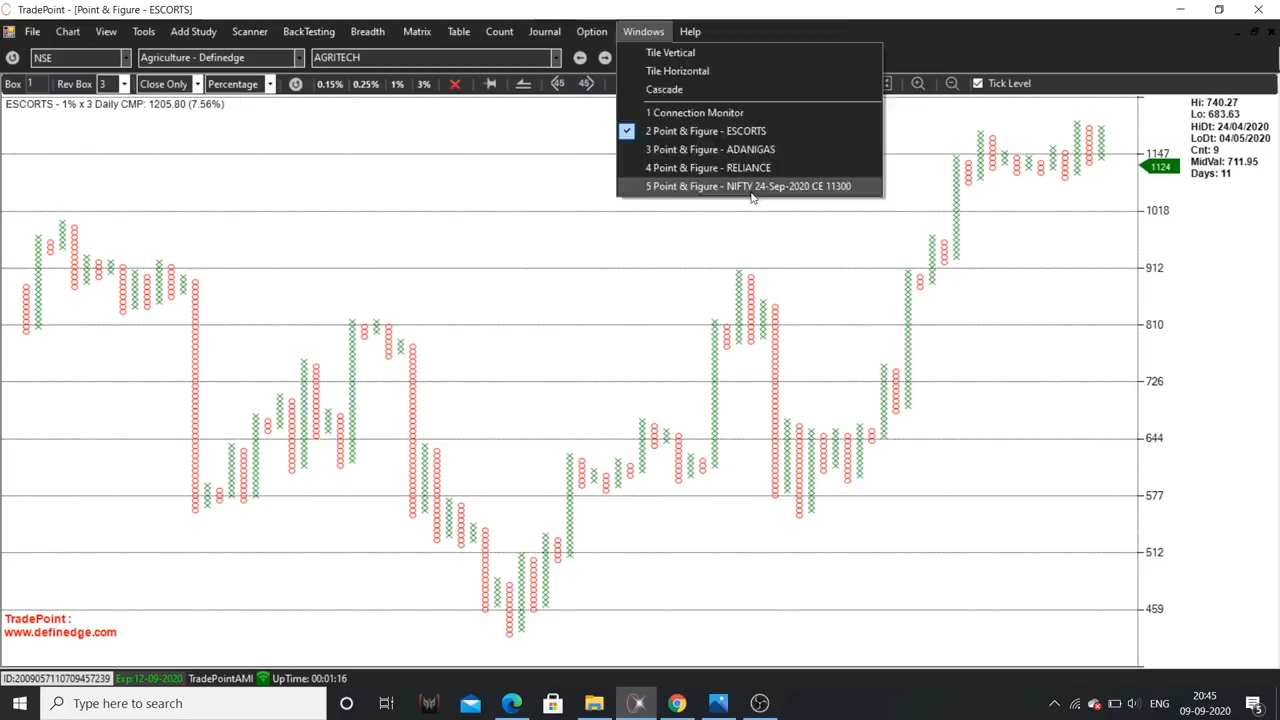 TradePoint - [Point & Figure - ESCORTS]
File Chart View Tools Add Study Scanner BackTesting Breadth Matrix Table Count Journal Option Windows Help
NSE Agriculture - Definedge AGRITECH
Box 1 Rev Box 3 Close Only Percentage 0.15% 0.25% 1% 3% 45 45 Tick Level
ESCORTS - 1% x 3 Daily CMP: 1205.80 (7.56%)
Tile Vertical
Tile Horizontal
Cascade
1 Connection Monitor
2 Point & Figure - ESCORTS
3 Point & Figure - ADANIGAS
4 Point & Figure - RELIANCE
5 Point & Figure - NIFTY 24-Sep-2020 CE 11300
Hi: 740.27
Lo: 683.63
HiDt: 24/04/2020
LoDt: 04/05/2020
Cnt: 9
MidVal: 711.95
Days: 11
1147
1124
1018
912
810
726
644
577
512
459
TradePoint :
www.definedge.com
ID:2009057110709457239 Exp:12-09-2020 TradePointAMI UpTime: 00:01:16
Type here to search
ENG
20:45
09-09-2020
5